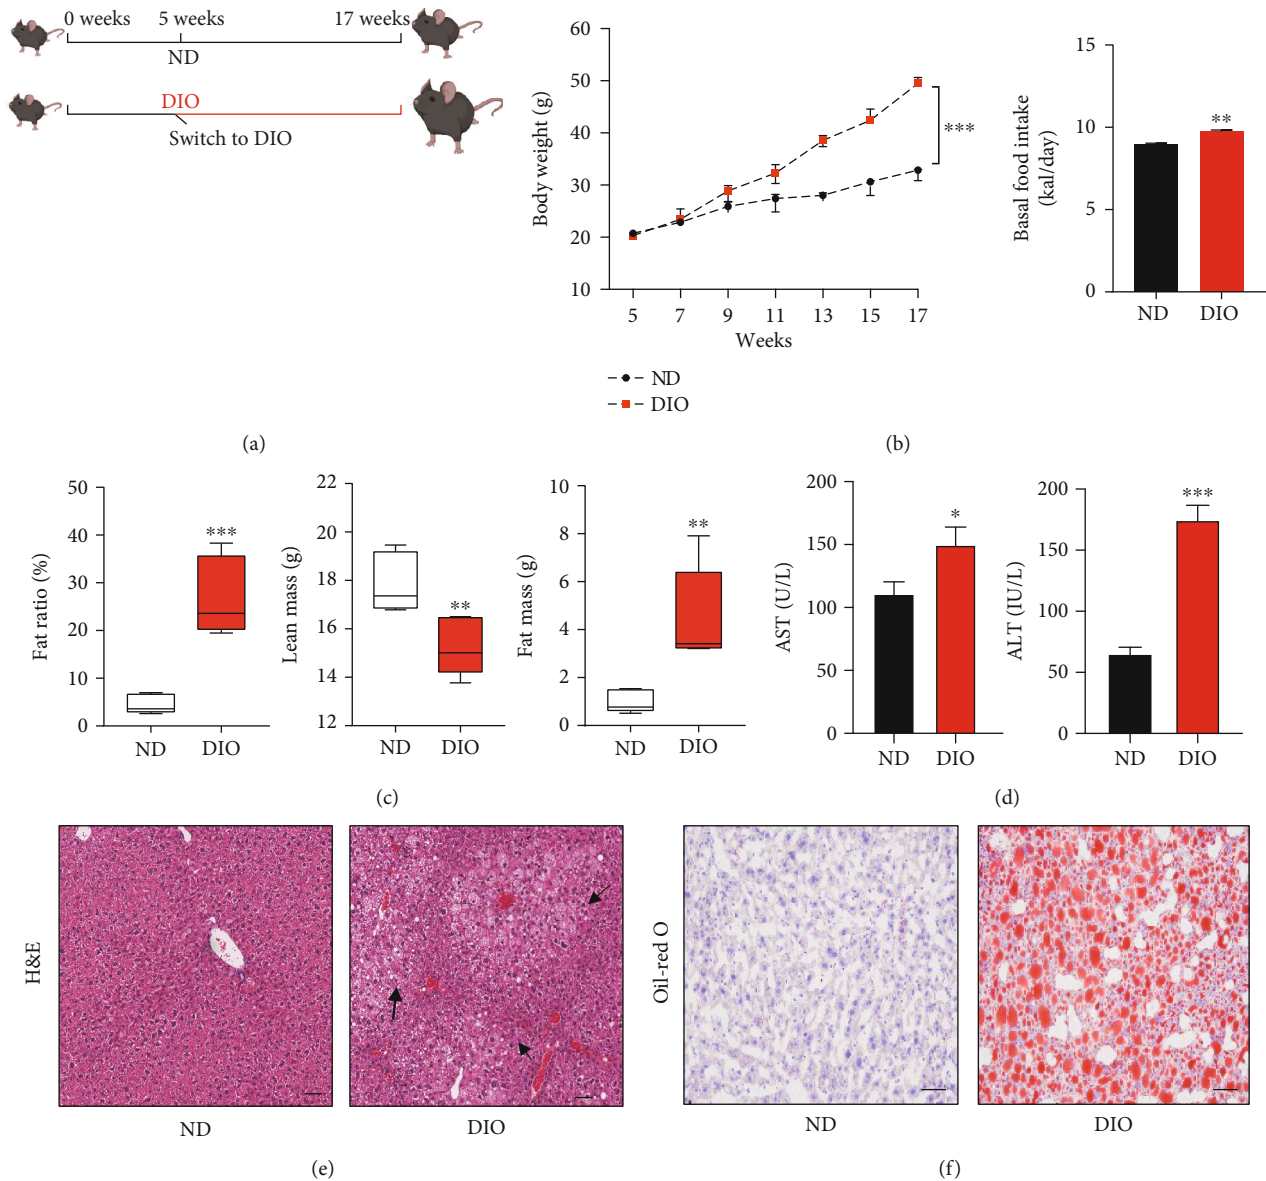 0 weeks 5 weeks 17 weeks
ND
DIO
Switch to DIO
(a)
Body weight (g)
60
50
40
30
20
10
5 7 9 11 13 15 17
Weeks
***
ND
DIO
Basal food intake
(kal/day)
15
10
5
0
**
ND DIO
(b)
Fat ratio (%)
50
40
30
20
10
0
***
ND DIO
Lean mass (g)
22
20
18
16
14
12
**
ND DIO
Fat mass (g)
10
8
6
4
2
0
**
ND DIO
(c)
AST (U/L)
200
150
100
50
0
*
ND DIO
ALT (IU/L)
200
150
100
50
0
***
ND DIO
(d)
H&E
ND DIO
(e)
Oil-red O
ND DIO
(f)